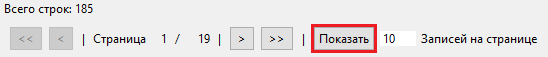 Всего строк: 185
<< < | Страница 1 / 19 | > >> | Показать 10 Записей на странице